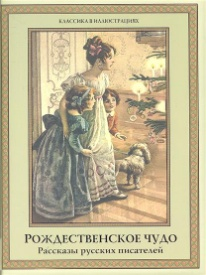 КЛАССИКА В ИЛЛЮСТРАЦИЯХ
РОЖДЕСТВЕНСКОЕ ЧУДО
Рассказы русских писателей